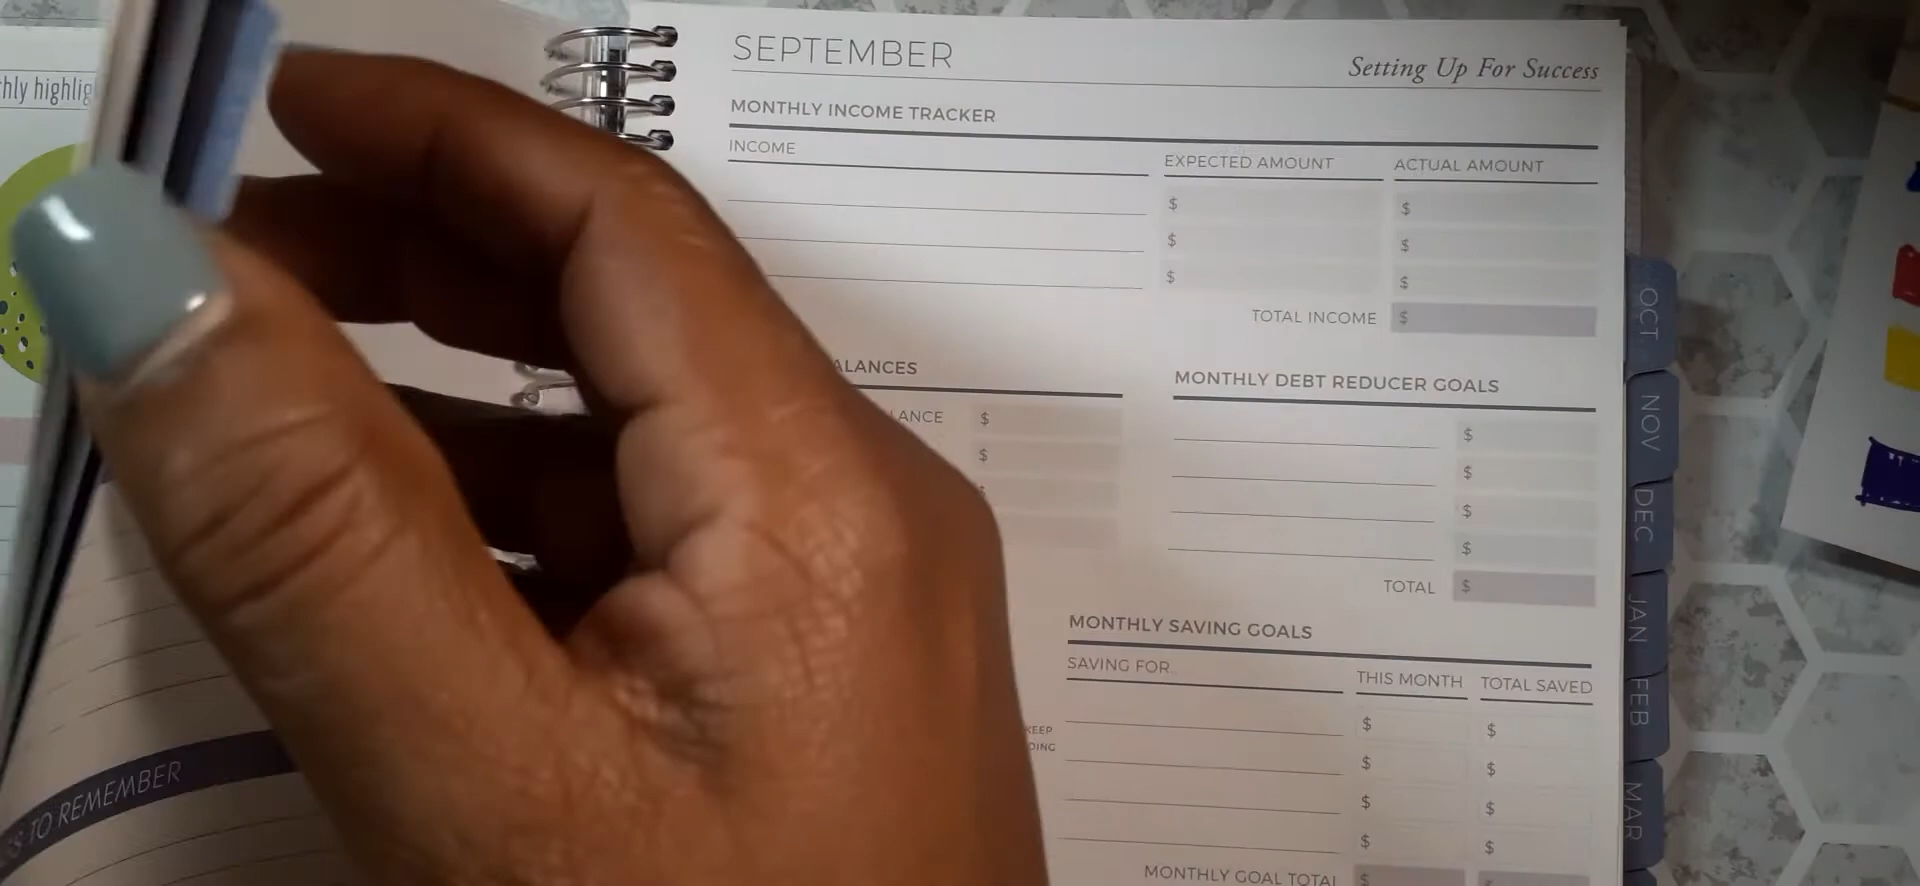 SEPTEMBER
Setting Up For Success
MONTHLY INCOME TRACKER
INCOME
EXPECTED AMOUNT
ACTUAL AMOUNT
$ $
$ $
$ $
TOTAL INCOME $
MONTHLY DEBT REDUCER GOALS
$
$
$
$
$
$
TOTAL $
MONTHLY SAVING GOALS
SAVING FOR...
THIS MONTH
TOTAL SAVED
$ $
$ $
$ $
$ $
MONTHLY GOAL TOTAL $
KEEP
TO REMEMBER
OCT
NOV
DEC
JAN
FEB
MAR